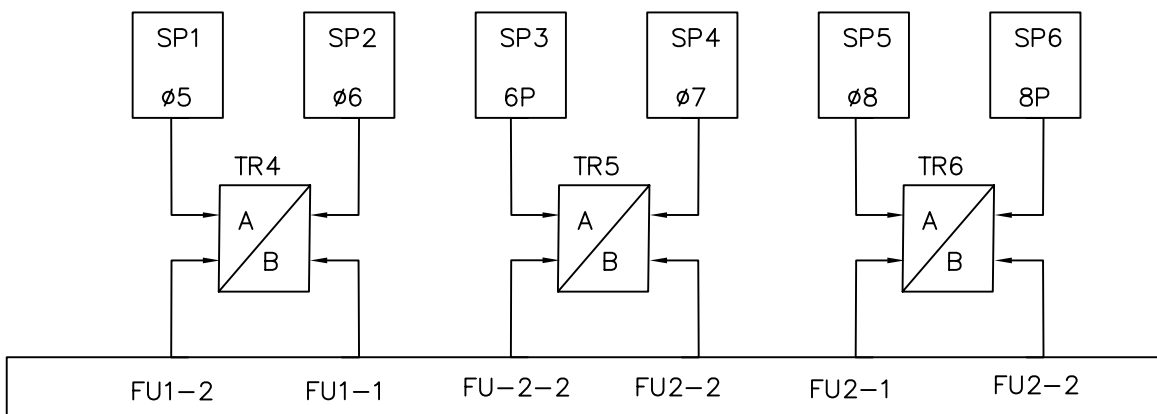 SP1 SP2 SP3 SP4 SP5 SP6
ø5 ø6 6P ø7 ø8 8P
TR4 TR5 TR6
A A A
B B B
FU1-2 FU1-1 FU-2-2 FU2-2 FU2-1 FU2-2